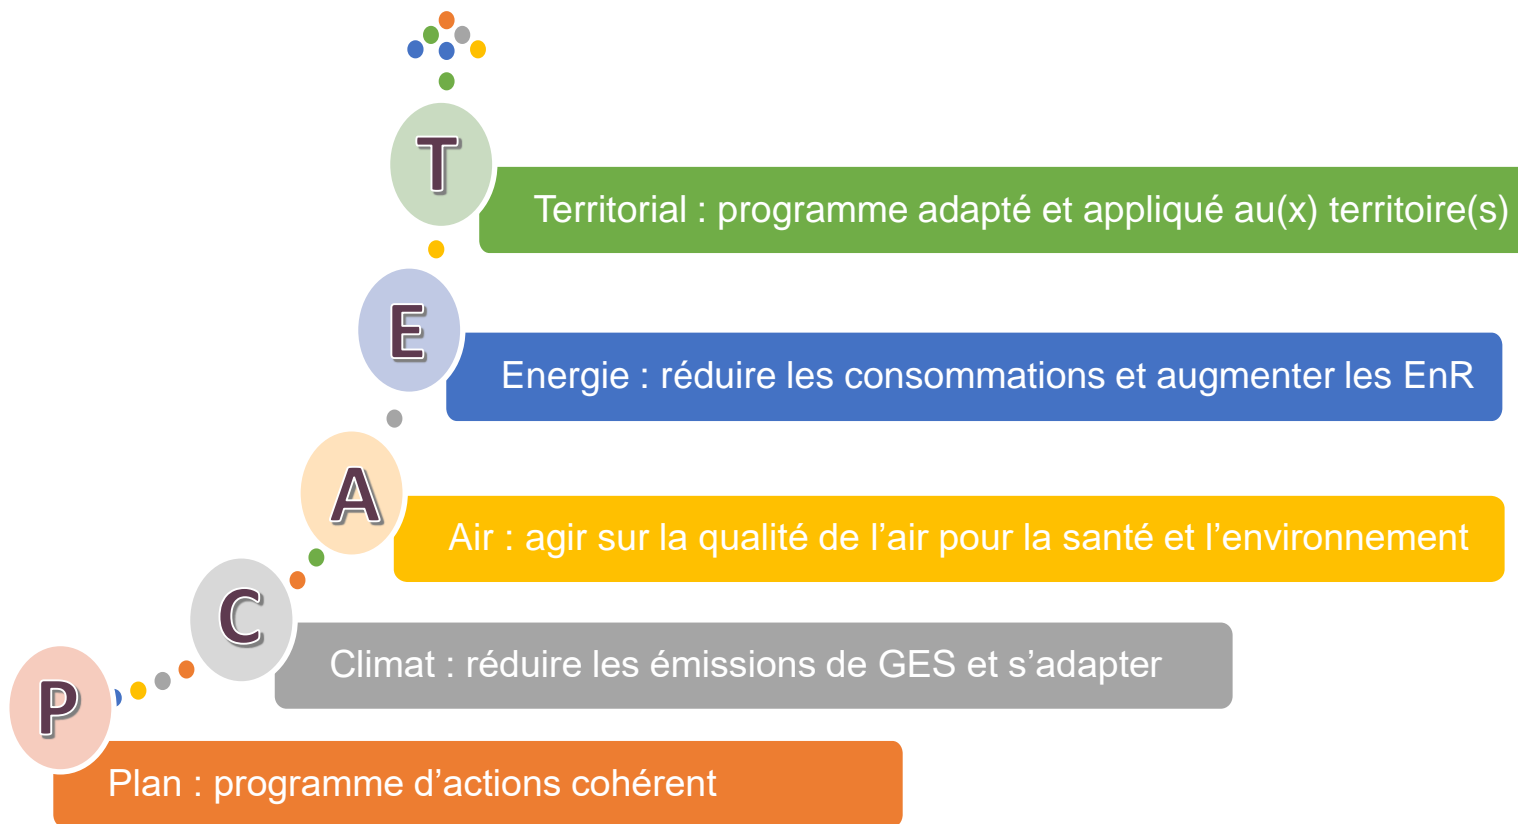 T
Territorial : programme adapté et appliqué au(x) territoire(s)
E
Energie : réduire les consommations et augmenter les EnR
A
Air : agir sur la qualité de l’air pour la santé et l’environnement
C
Climat : réduire les émissions de GES et s’adapter
P
Plan : programme d’actions cohérent